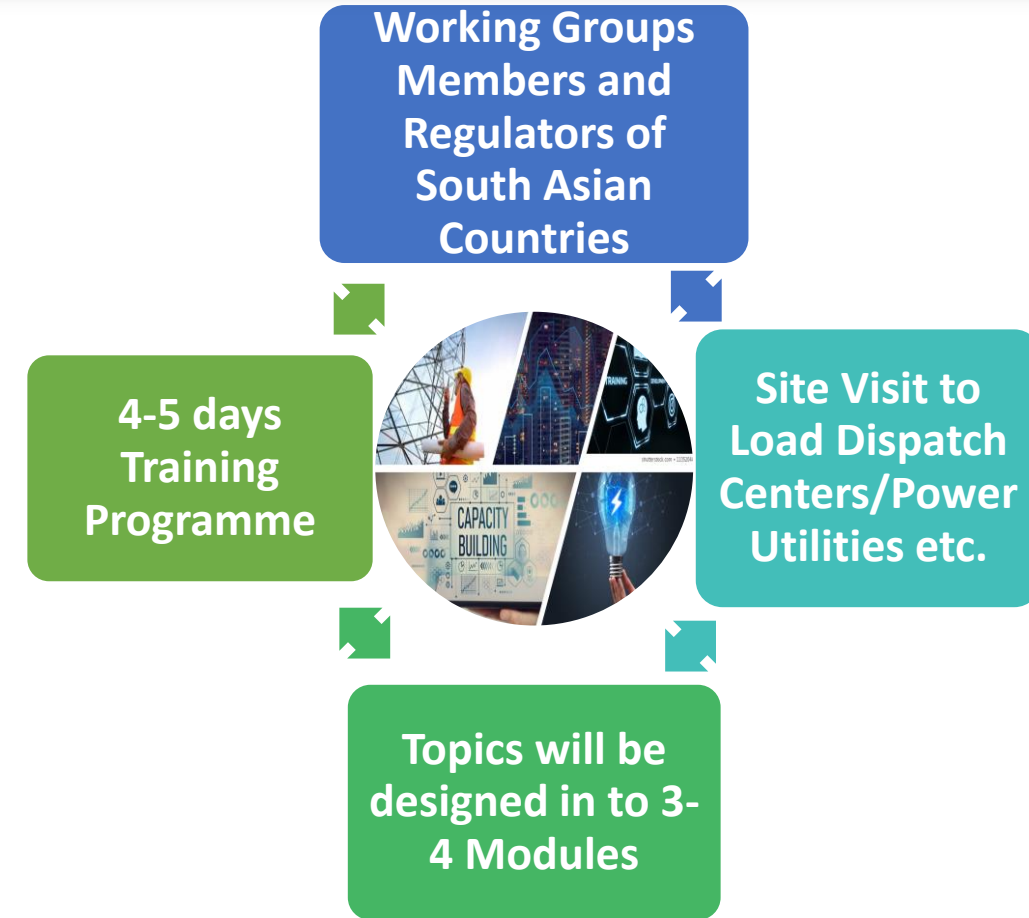 Working Groups
Members and
Regulators of
South Asian
Countries
4-5 days
Training
Programme
TRAINING
CAPACITY
BUILDING
Site Visit to
Load Dispatch
Centers/Power
Utilities etc.
Topics will be
designed in to 3-
4 Modules